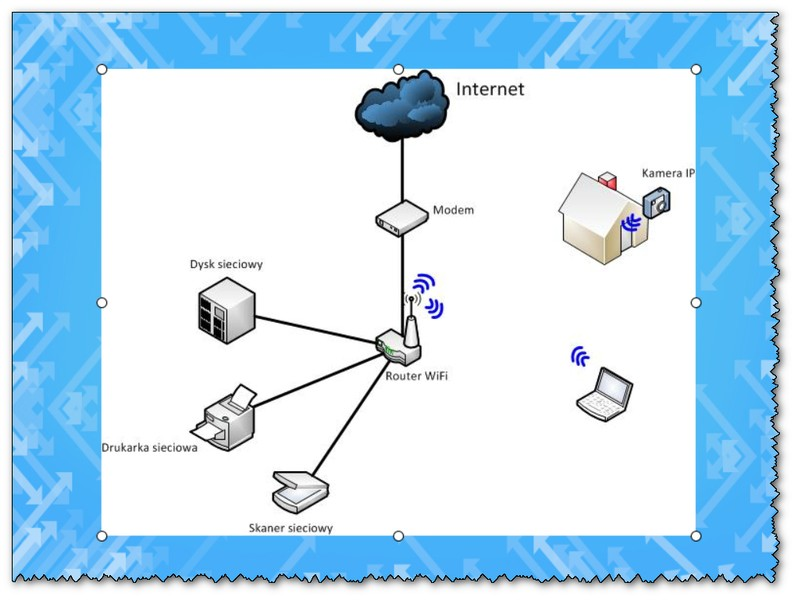 Internet
Kamera IP
Modem
Dysk sieciowy
Router WiFi
Drukarka sieciowa
Skaner sieciowy